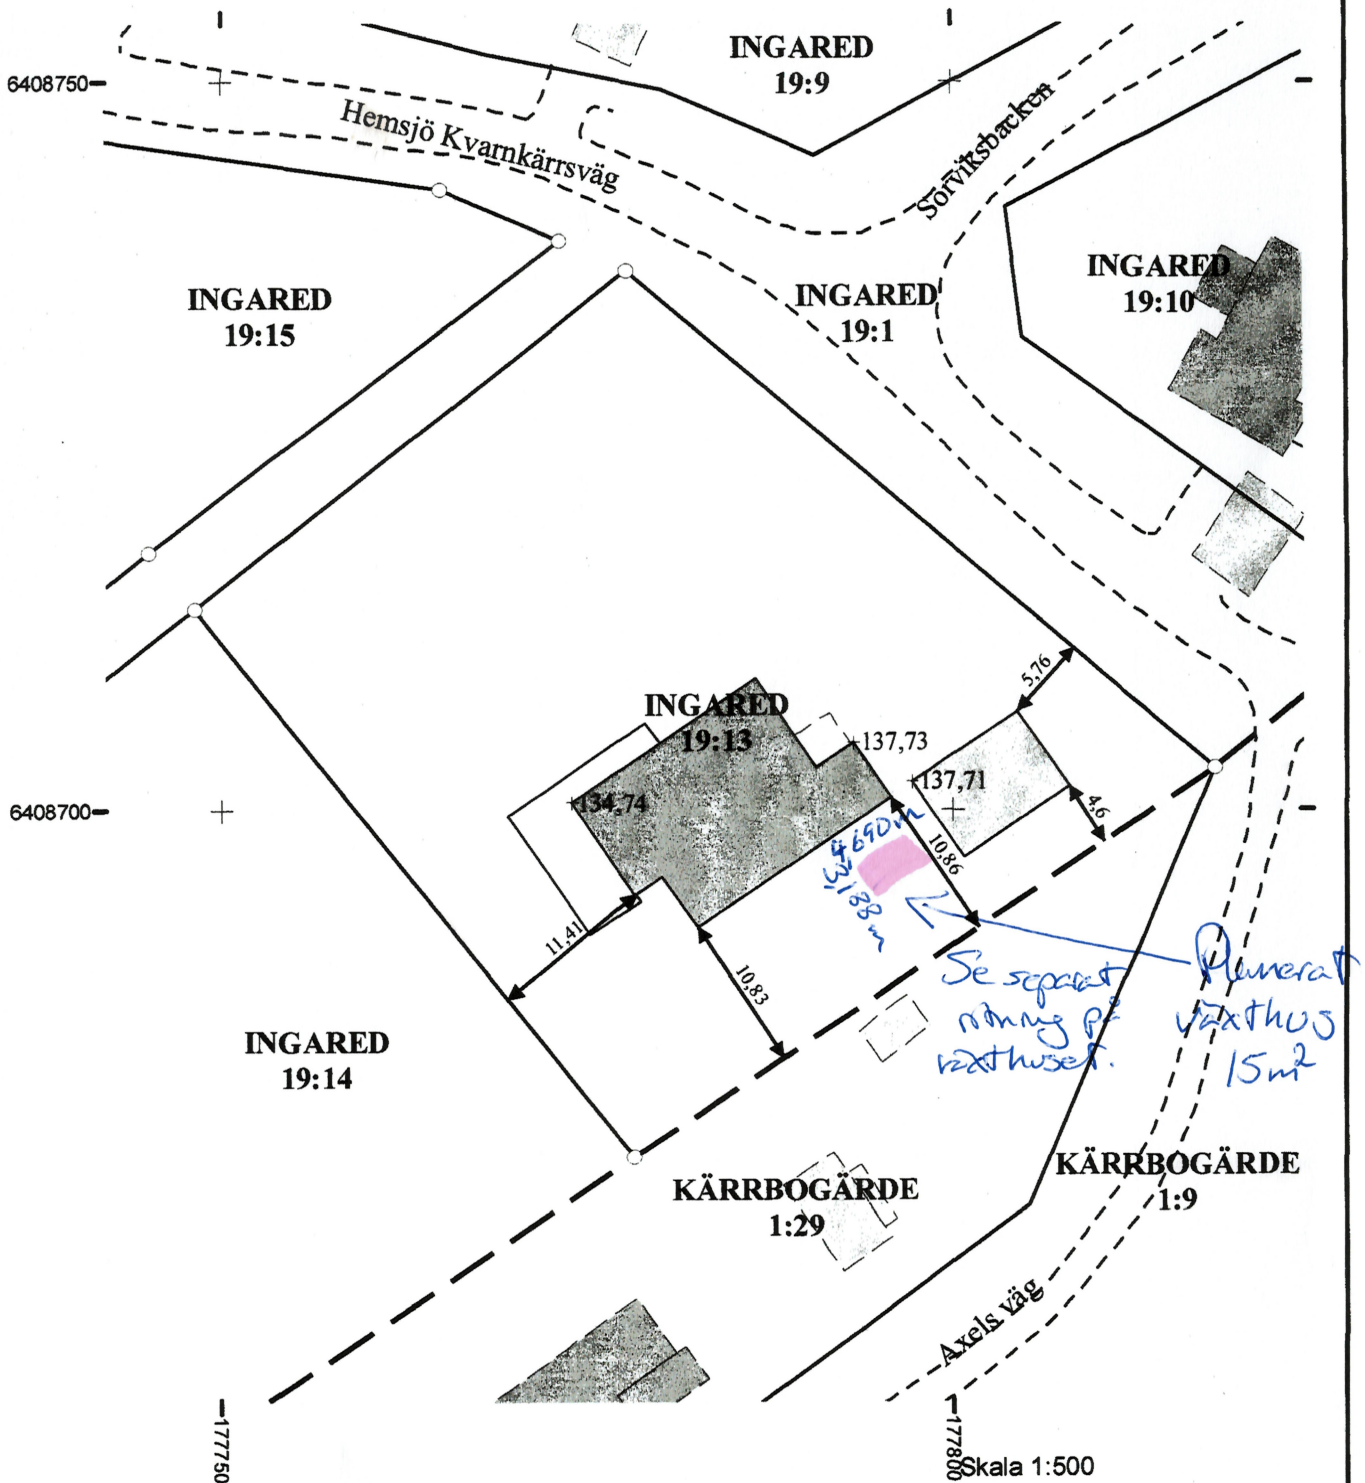 INGARED
19:9
6408750
Hemsjö Kvarnkärrsväg
Sörviksbacken
INGARED
19:15
INGARED
19:1
INGARED
19:10
5,76
INGARED
19:13
137,73
137,71
134,74
6408700
4,6
4690m
3,188m
10,86
11,41
10,83
Se separat
ritning på
växthuset.
Planerat
växthus
15m²
INGARED
19:14
KÄRRBOGÄRDE
1:29
KÄRRBOGÄRDE
1:9
Axels väg
177750
177800
Skala 1:500